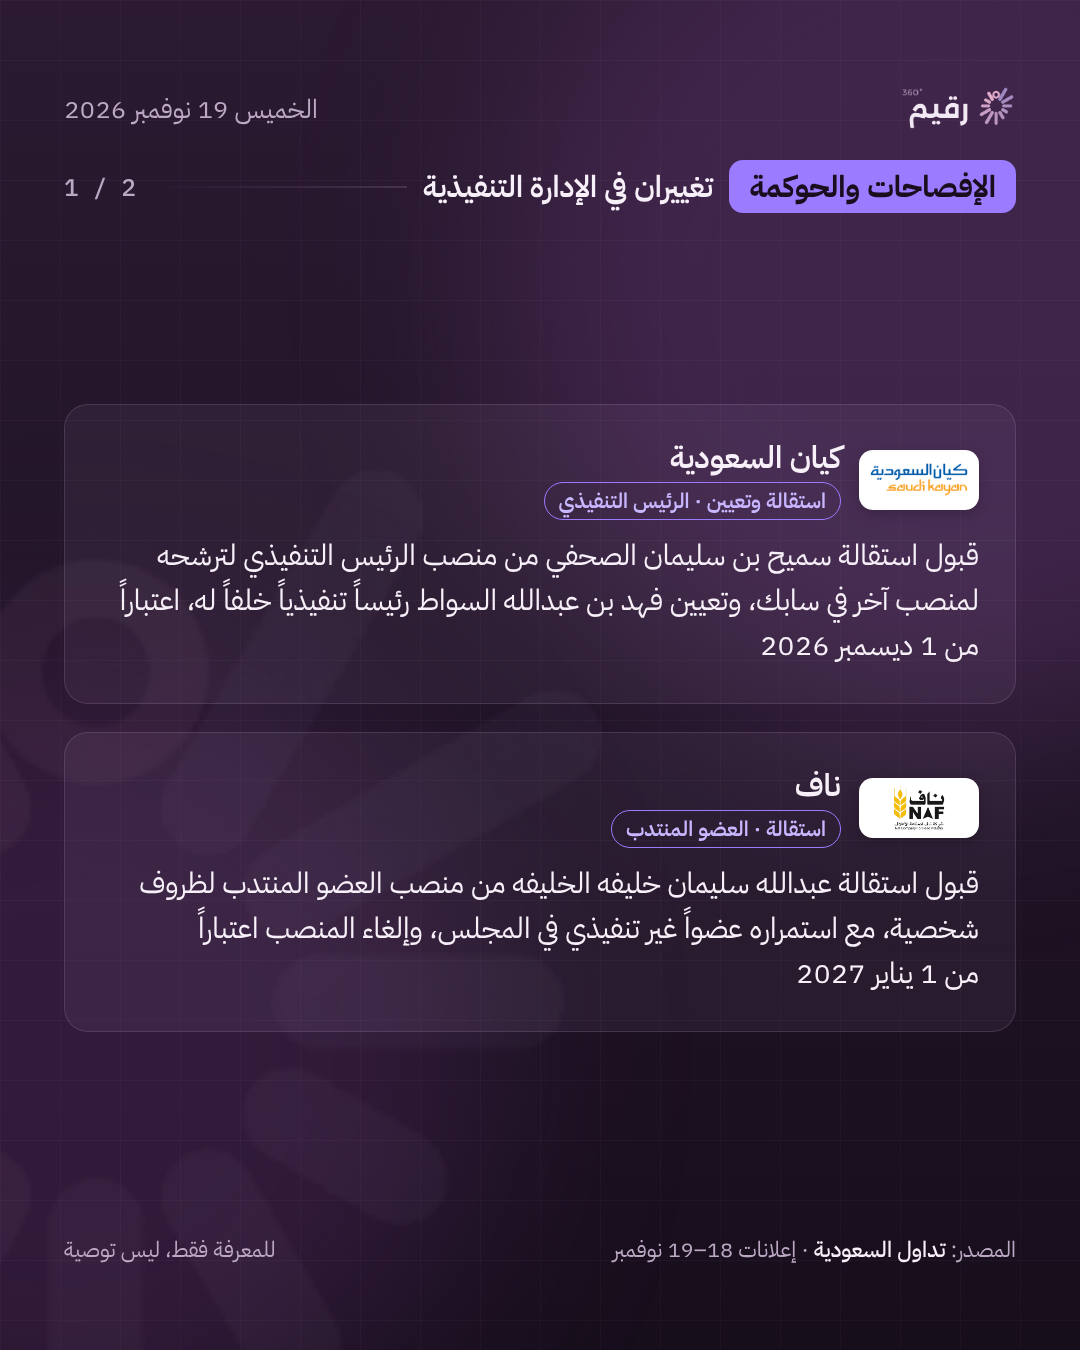 رقيم 360°
الخميس 19 نوفمبر 2026
الإفصاحات والحوكمة
تغييران في الإدارة التنفيذية
1 / 2
كيان السعودية
saudi kayan
كيان السعودية
استقالة وتعيين · الرئيس التنفيذي
قبول استقالة سميح بن سليمان الصحفي من منصب الرئيس التنفيذي لترشحه
لمنصب آخر في سابك، وتعيين فهد بن عبدالله السواط رئيساً تنفيذياً خلفاً له، اعتباراً
من 1 ديسمبر 2026
ناف
NAF
ناف
استقالة · العضو المنتدب
قبول استقالة عبدالله سليمان خليفه الخليفه من منصب العضو المنتدب لظروف
شخصية، مع استمراره عضواً غير تنفيذي في المجلس، وإلغاء المنصب اعتباراً
من 1 يناير 2027
المصدر: تداول السعودية · إعلانات 18–19 نوفمبر
للمعرفة فقط، ليس توصية